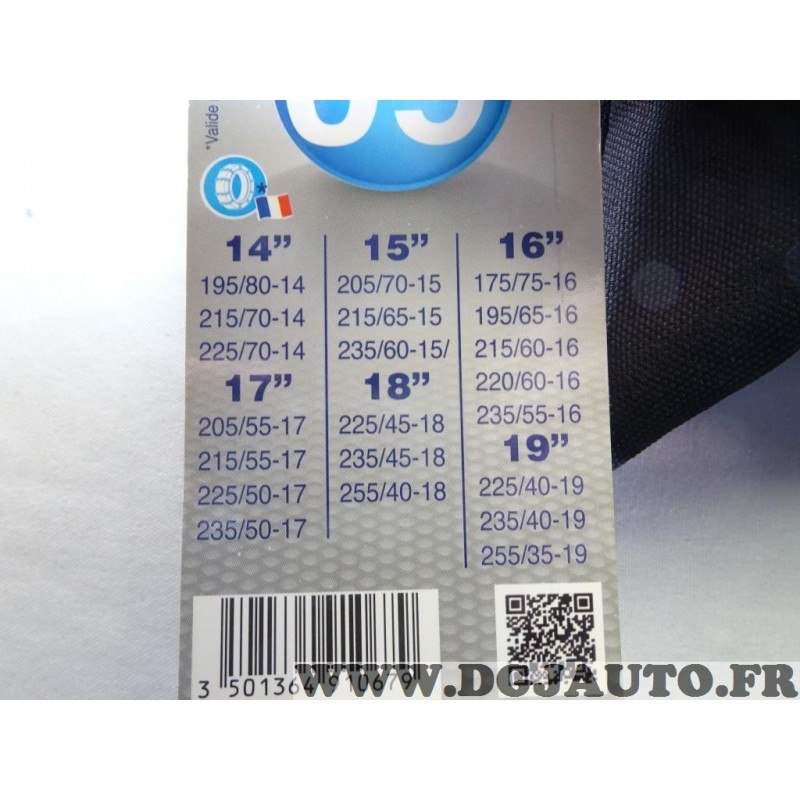 *Valide
14” 15” 16”
195/80-14 205/70-15 175/75-16
215/70-14 215/65-15 195/65-16
225/70-14 235/60-15/ 215/60-16
17” 18” 220/60-16
205/55-17 225/45-18 235/55-16
215/55-17 235/45-18 19”
225/50-17 255/40-18 225/40-19
235/50-17 235/40-19
255/35-19
3 501364 910679
WWW.DGJAUTO.FR